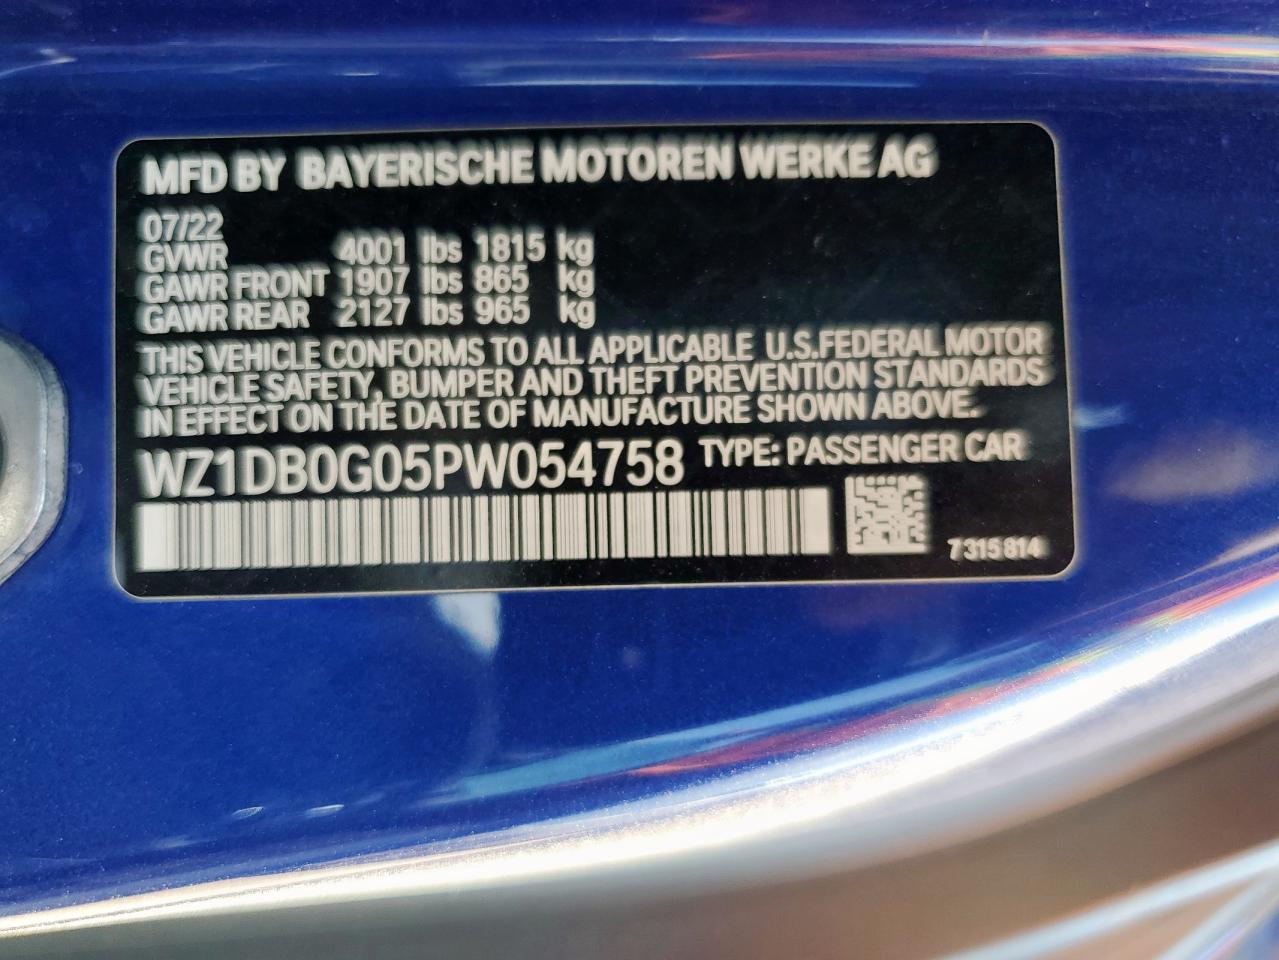 MFD BY BAYERISCHE MOTOREN WERKE AG
07/22
GVWR 4001 lbs 1815 kg
GAWR FRONT 1907 lbs 865 kg
GAWR REAR 2127 lbs 965 kg
THIS VEHICLE CONFORMS TO ALL APPLICABLE U.S.FEDERAL MOTOR
VEHICLE SAFETY, BUMPER AND THEFT PREVENTION STANDARDS
IN EFFECT ON THE DATE OF MANUFACTURE SHOWN ABOVE.
WZ1DB0G05PW054758 TYPE: PASSENGER CAR
7315814